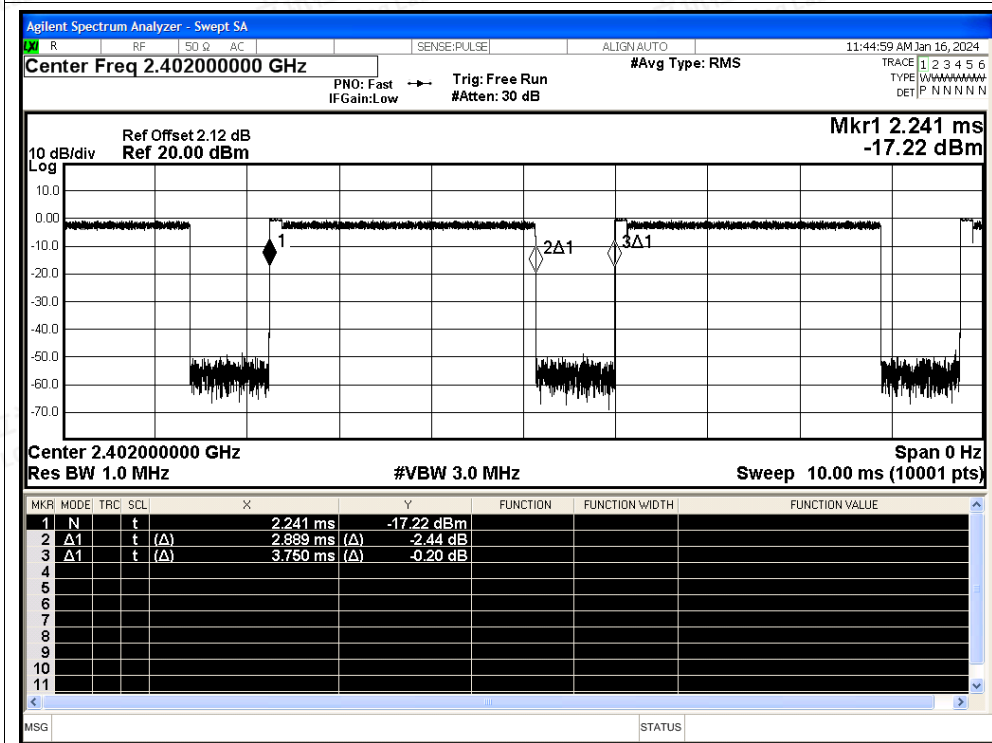 Agilent Spectrum Analyzer - Swept SA
LXI R RF 50 Ω AC SENSE:PULSE ALIGN AUTO 11:44:59 AM Jan 16, 2024
Center Freq 2.402000000 GHz #Avg Type: RMS TRACE 1 2 3 4 5 6
PNO: Fast Trig: Free Run TYPE WWWWWW
IFGain:Low #Atten: 30 dB DET P N N N N N
Mkr1 2.241 ms
Ref Offset 2.12 dB
10 dB/div Ref 20.00 dBm -17.22 dBm
Log
10.0
0.00
-10.0
-20.0
-30.0
-40.0
-50.0
-60.0
-70.0
1
2Δ1
3Δ1
Center 2.402000000 GHz Span 0 Hz
Res BW 1.0 MHz #VBW 3.0 MHz Sweep 10.00 ms (10001 pts)
MKR MODE TRC SCL X Y FUNCTION FUNCTION WIDTH FUNCTION VALUE
1 N t 2.241 ms -17.22 dBm
2 Δ1 t (Δ) 2.889 ms (Δ) -2.44 dB
3 Δ1 t (Δ) 3.750 ms (Δ) -0.20 dB
4
5
6
7
8
9
10
11
MSG STATUS